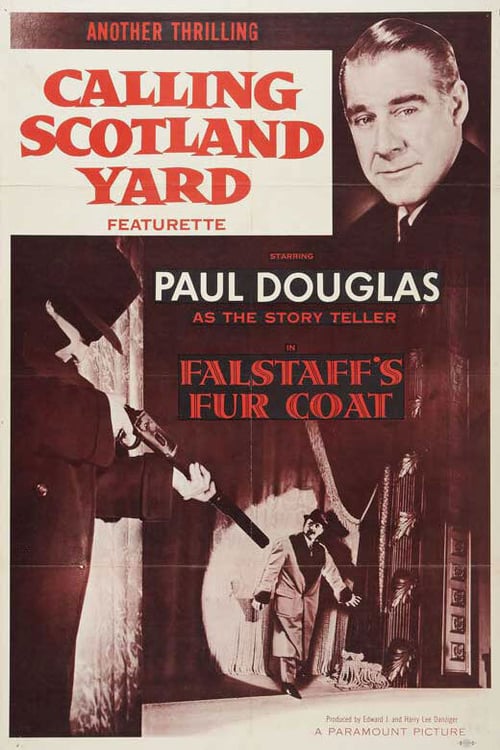 ANOTHER THRILLING
CALLING
SCOTLAND
YARD
FEATURETTE
STARRING
PAUL DOUGLAS
AS THE STORY TELLER
IN
FALSTAFF'S
FUR COAT
Produced by Edward J. and Harry Lee Danziger
A PARAMOUNT PICTURE